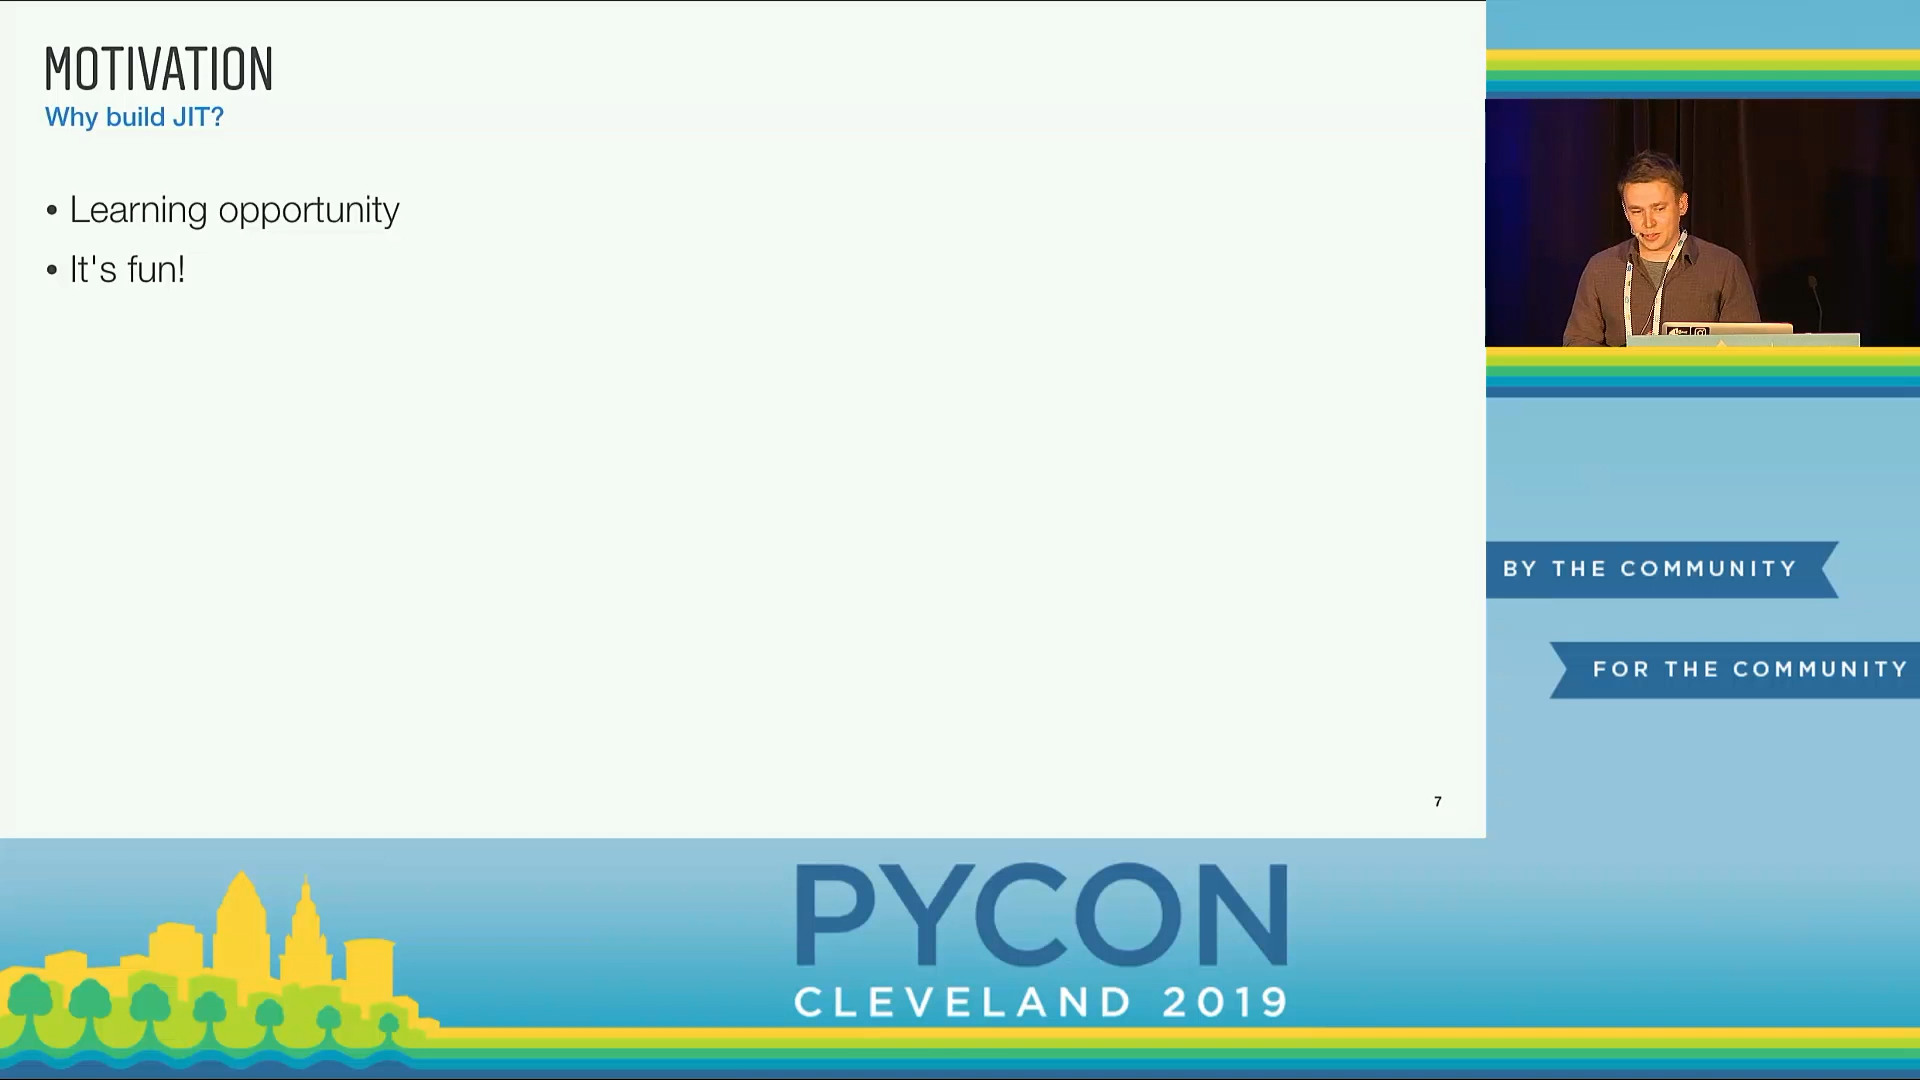 MOTIVATION
Why build JIT?
• Learning opportunity
• It's fun!
7
BY THE COMMUNITY
FOR THE COMMUNITY
PYCON
CLEVELAND 2019